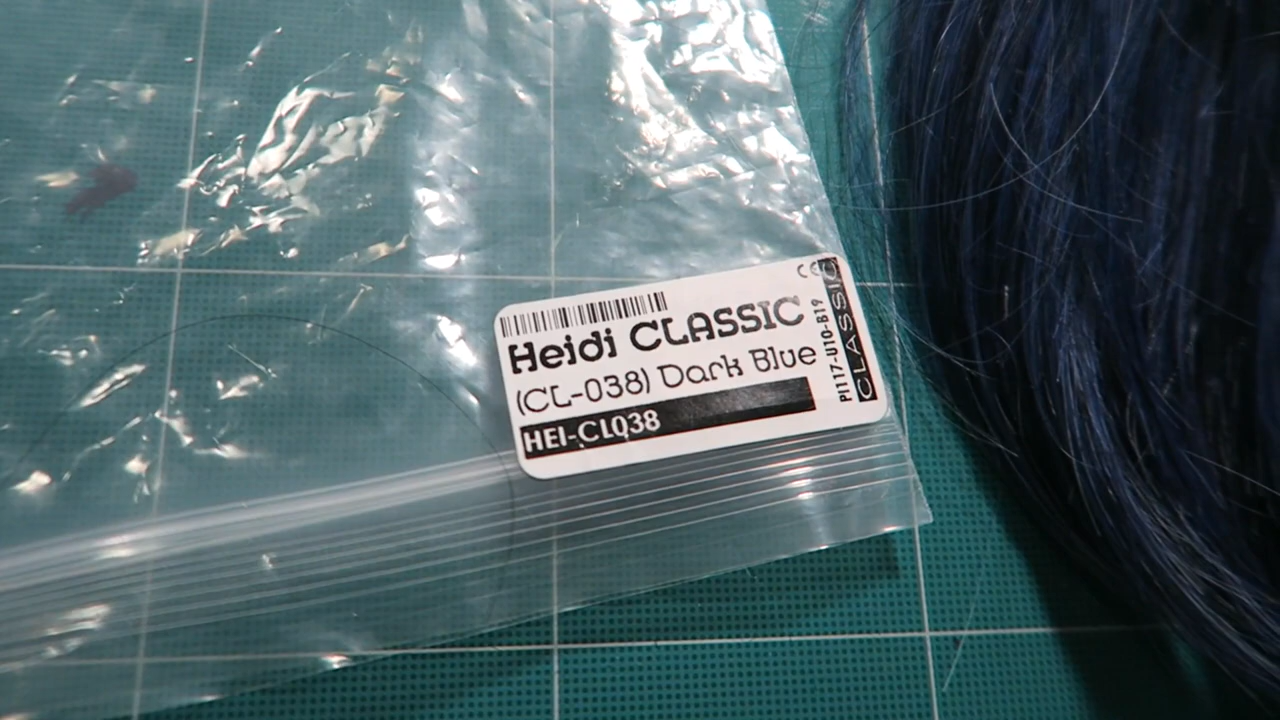 Heidi CLASSIC
(CL-038) Dark Blue
HEI-CL038
CE
P1117-U10-B19
CLASSIC